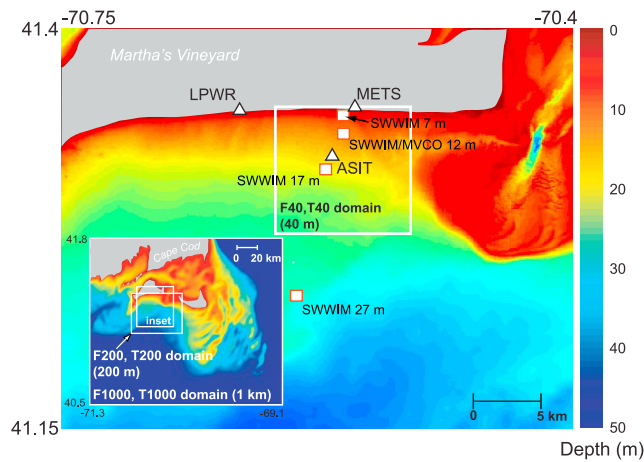 -70.75
-70.4
41.4
0
Martha's Vineyard
LPWR
METS
SWWIM 7 m
10
SWWIM/MVCO 12 m
ASIT
SWWIM 17 m
F40,T40 domain
(40 m)
20
41.8
Cape Cod
0 20 km
30
SWWIM 27 m
inset
F200, T200 domain
(200 m)
F1000, T1000 domain (1 km)
40
40.5
-71.3
-69.1
0 5 km
41.15
50
Depth (m)